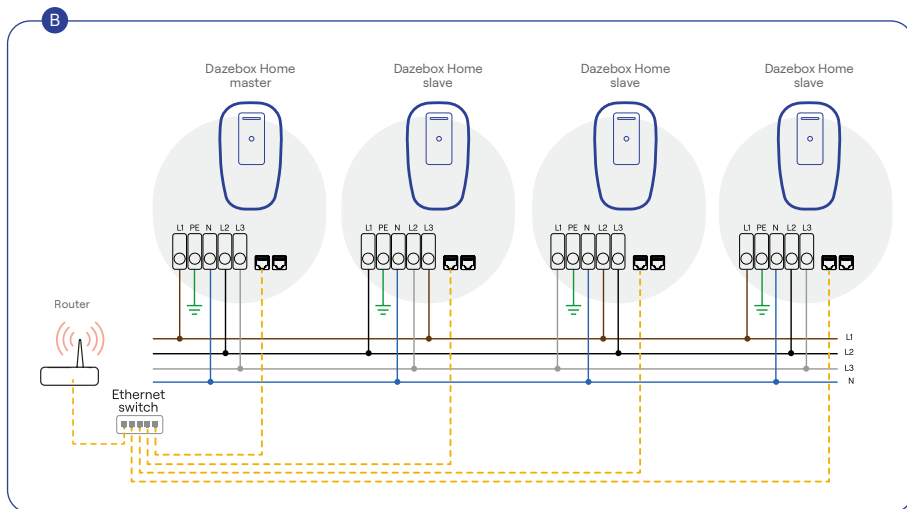 B
Dazebox Home
master
Dazebox Home
slave
Dazebox Home
slave
Dazebox Home
slave
L1 PE N L2 L3
L1 PE N L2 L3
L1 PE N L2 L3
L1 PE N L2 L3
Router
L1
L2
L3
N
Ethernet
switch